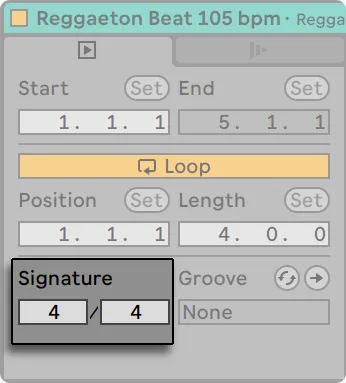 Reggaeton Beat 105 bpm · Regga
Start Set End Set
1. 1. 1 5. 1. 1
Loop
Position Set Length Set
1. 1. 1 4. 0. 0
Signature Groove
4 / 4 None